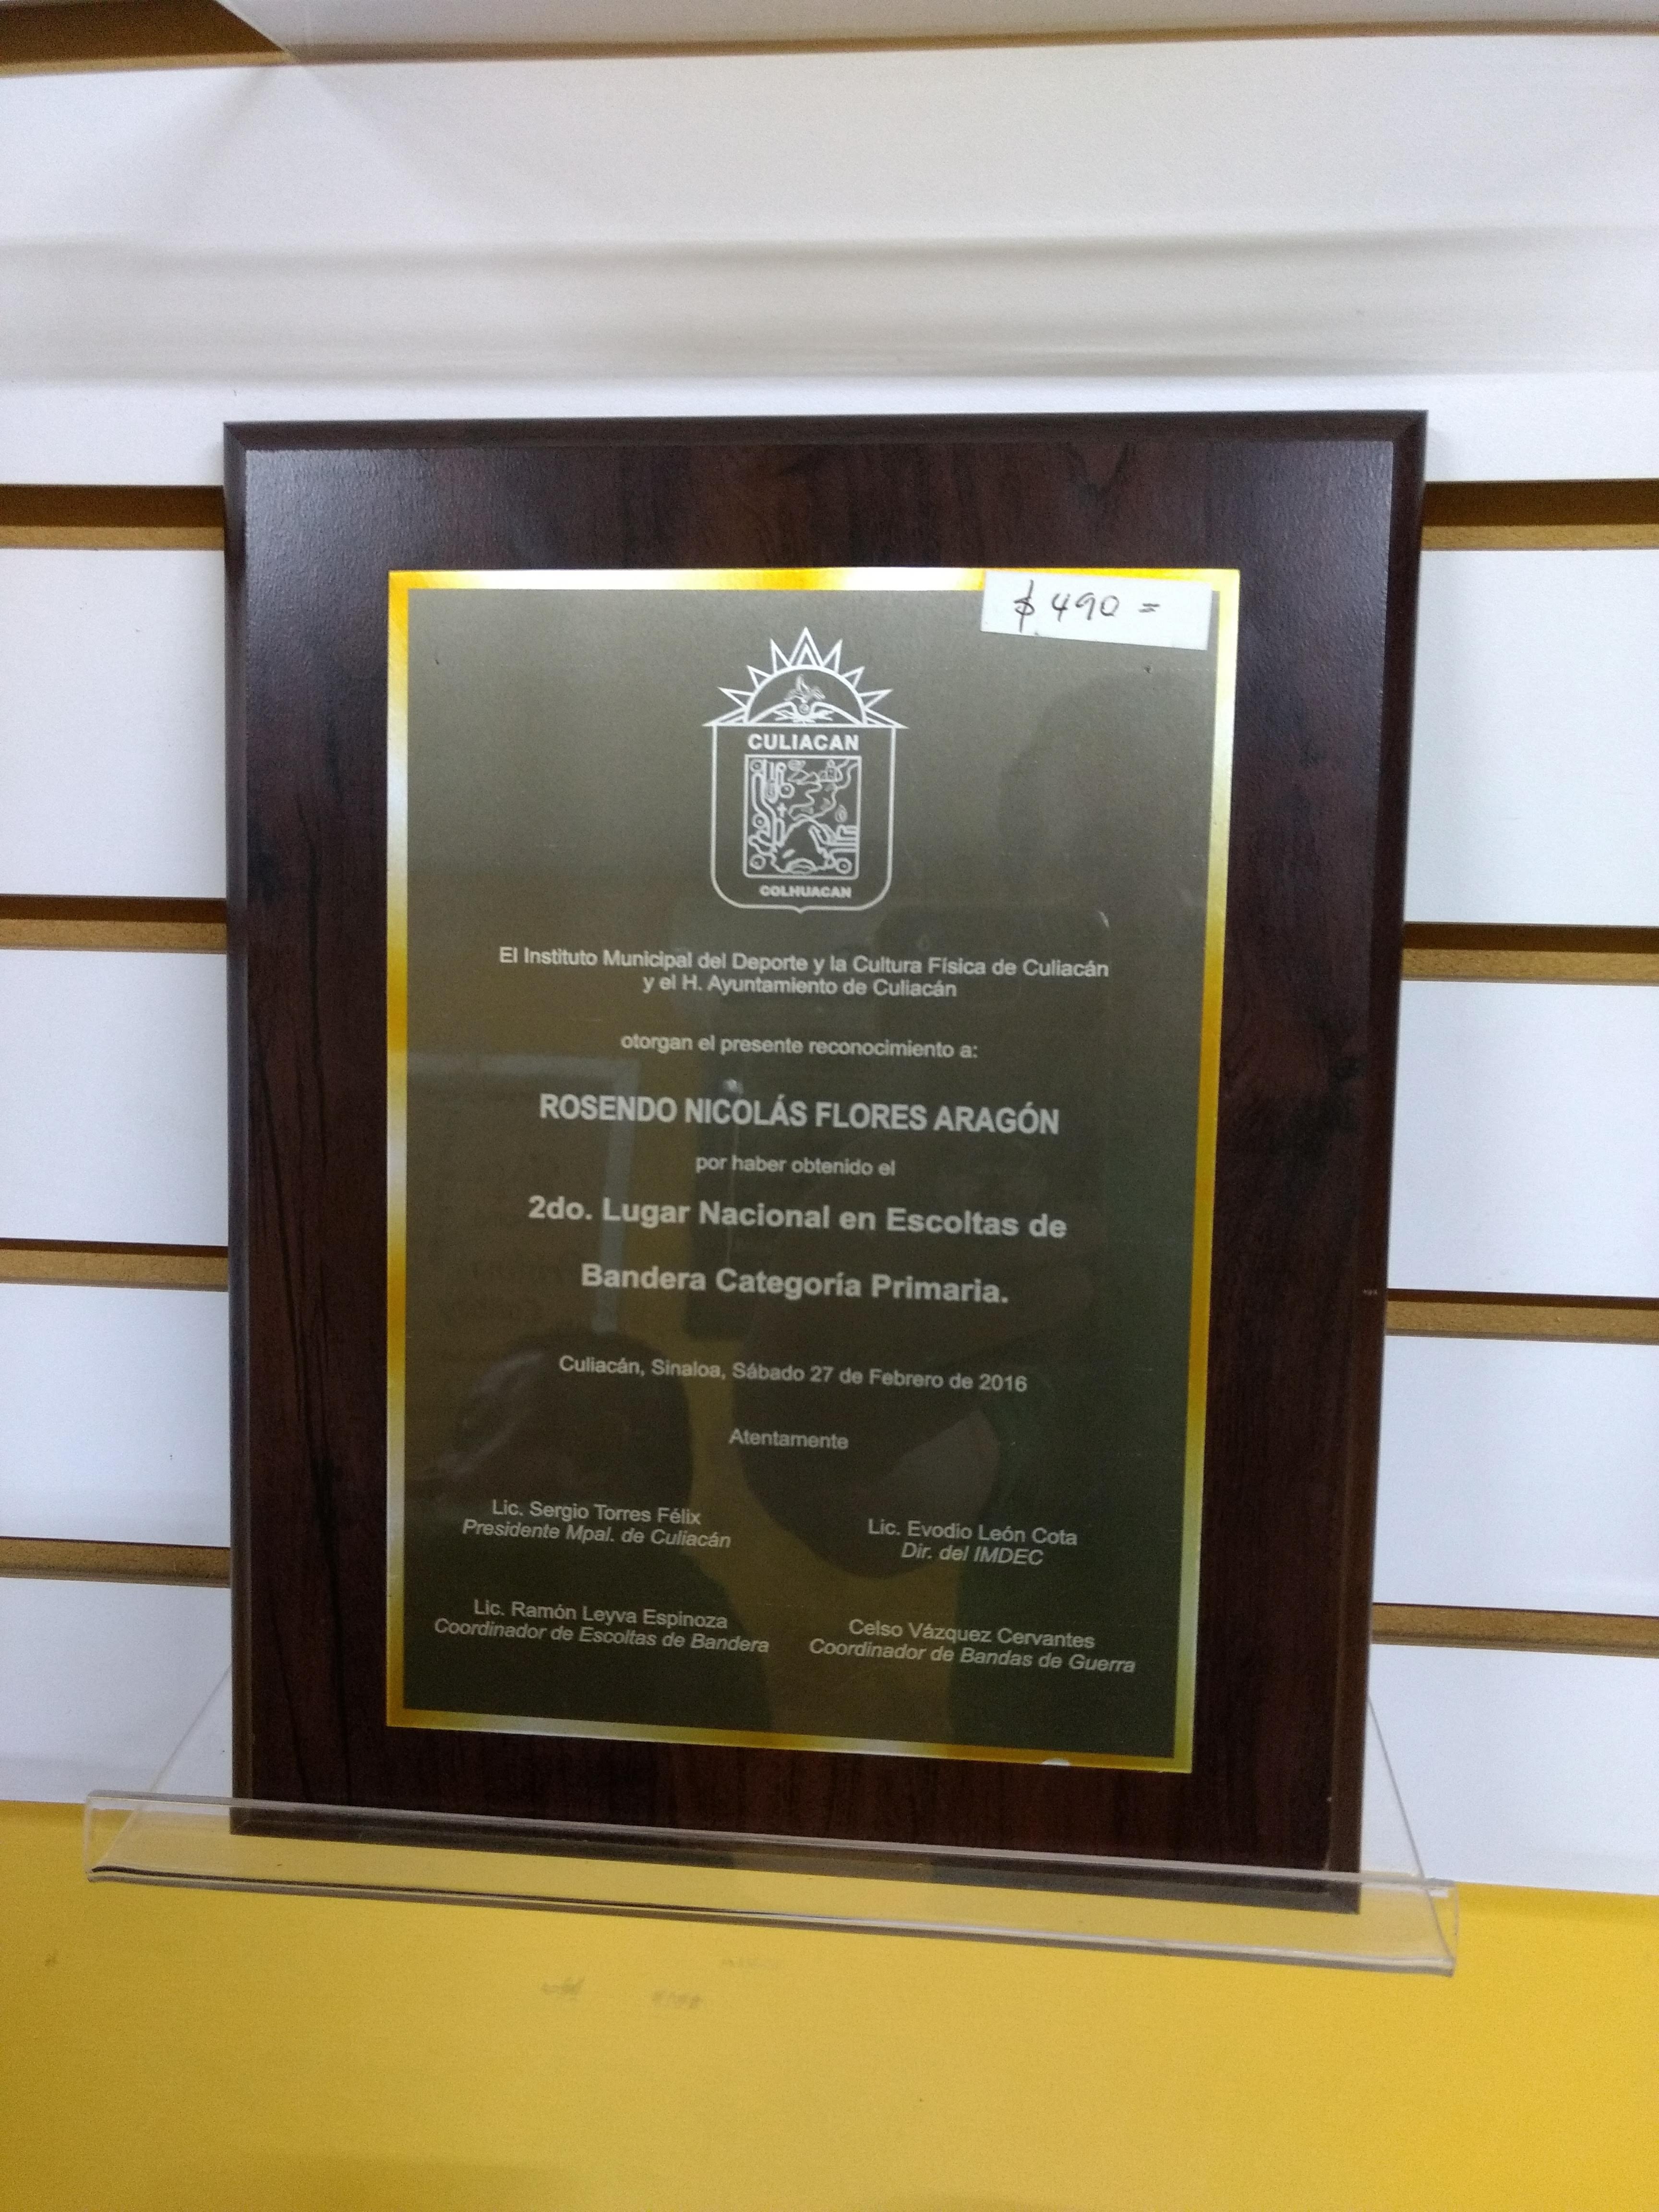 $490=
CULIACAN
COLHUACAN
El Instituto Municipal del Deporte y la Cultura Física de Culiacán
y el H. Ayuntamiento de Culiacán
otorgan el presente reconocimiento a:
ROSENDO NICOLÁS FLORES ARAGÓN
por haber obtenido el
2do. Lugar Nacional en Escoltas de
Bandera Categoría Primaria.
Culiacán, Sinaloa, Sábado 27 de Febrero de 2016
Atentamente
Lic. Sergio Torres Félix
Presidente Mpal. de Culiacán
Lic. Evodio León Cota
Dir. del IMDEC
Lic. Ramón Leyva Espinoza
Coordinador de Escoltas de Bandera
Celso Vázquez Cervantes
Coordinador de Bandas de Guerra